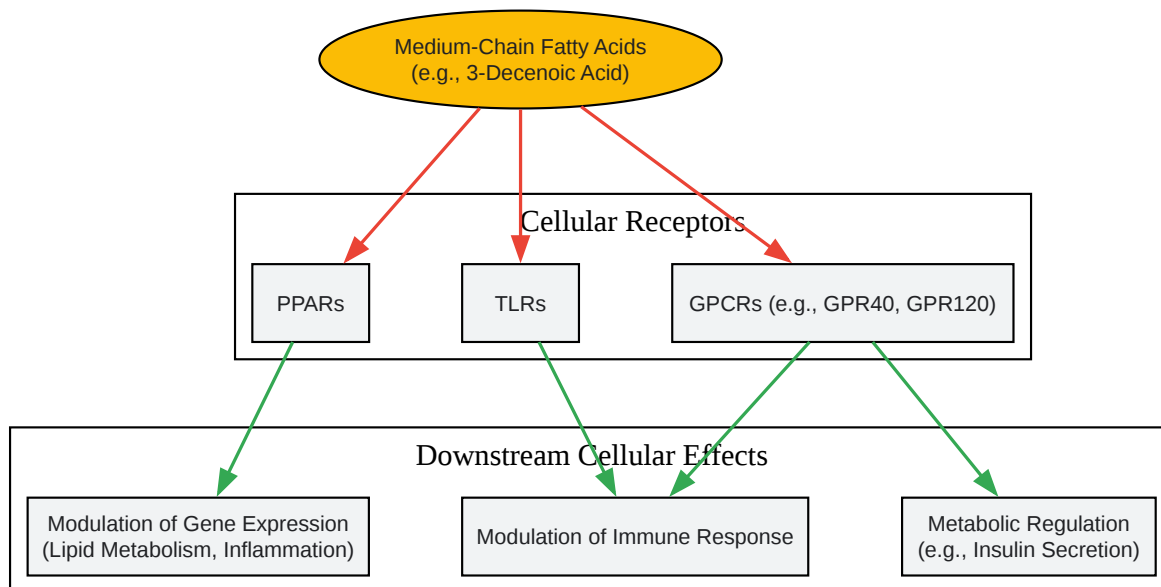 Medium-Chain Fatty Acids
(e.g., 3-Decenoic Acid)
Cellular Receptors
PPARs
TLRs
GPCRs (e.g., GPR40, GPR120)
Downstream Cellular Effects
Modulation of Gene Expression
(Lipid Metabolism, Inflammation)
Modulation of Immune Response
Metabolic Regulation
(e.g., Insulin Secretion)